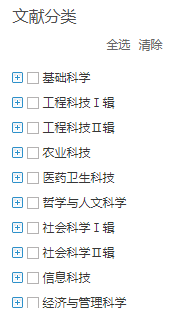 文献分类
全选 清除
基础科学
工程科技Ⅰ辑
工程科技Ⅱ辑
农业科技
医药卫生科技
哲学与人文科学
社会科学Ⅰ辑
社会科学Ⅱ辑
信息科技
经济与管理科学